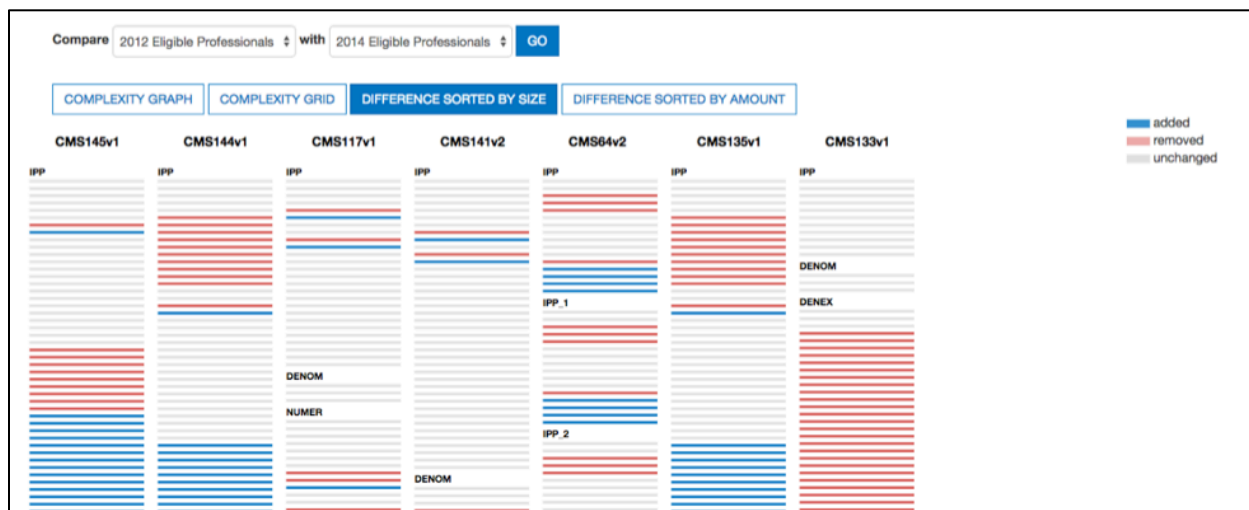 Compare 2012 Eligible Professionals with 2014 Eligible Professionals GO
COMPLEXITY GRAPH COMPLEXITY GRID DIFFERENCE SORTED BY SIZE DIFFERENCE SORTED BY AMOUNT
added
removed
unchanged
CMS145v1 CMS144v1 CMS117v1 CMS141v2 CMS64v2 CMS135v1 CMS133v1
IPP IPP IPP IPP IPP IPP IPP
DENOM
IPP_1
DENEX
DENOM
NUMER
IPP_2
DENOM